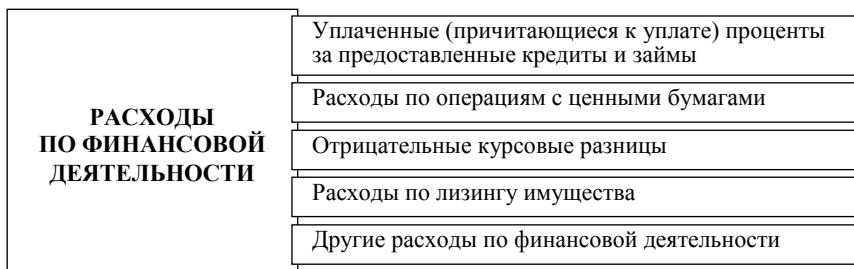 РАСХОДЫ
ПО ФИНАНСОВОЙ
ДЕЯТЕЛЬНОСТИ
Уплаченные (причитающиеся к уплате) проценты
за предоставленные кредиты и займы
Расходы по операциям с ценными бумагами
Отрицательные курсовые разницы
Расходы по лизингу имущества
Другие расходы по финансовой деятельности